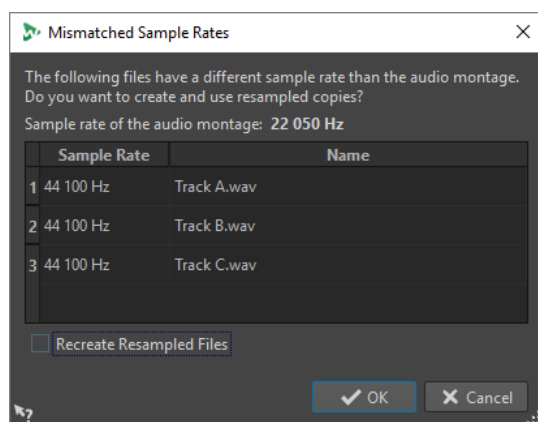 Mismatched Sample Rates
The following files have a different sample rate than the audio montage.
Do you want to create and use resampled copies?
Sample rate of the audio montage: 22 050 Hz
Sample Rate Name
1 44 100 Hz Track A.wav
2 44 100 Hz Track B.wav
3 44 100 Hz Track C.wav
Recreate Resampled Files
OK Cancel
?